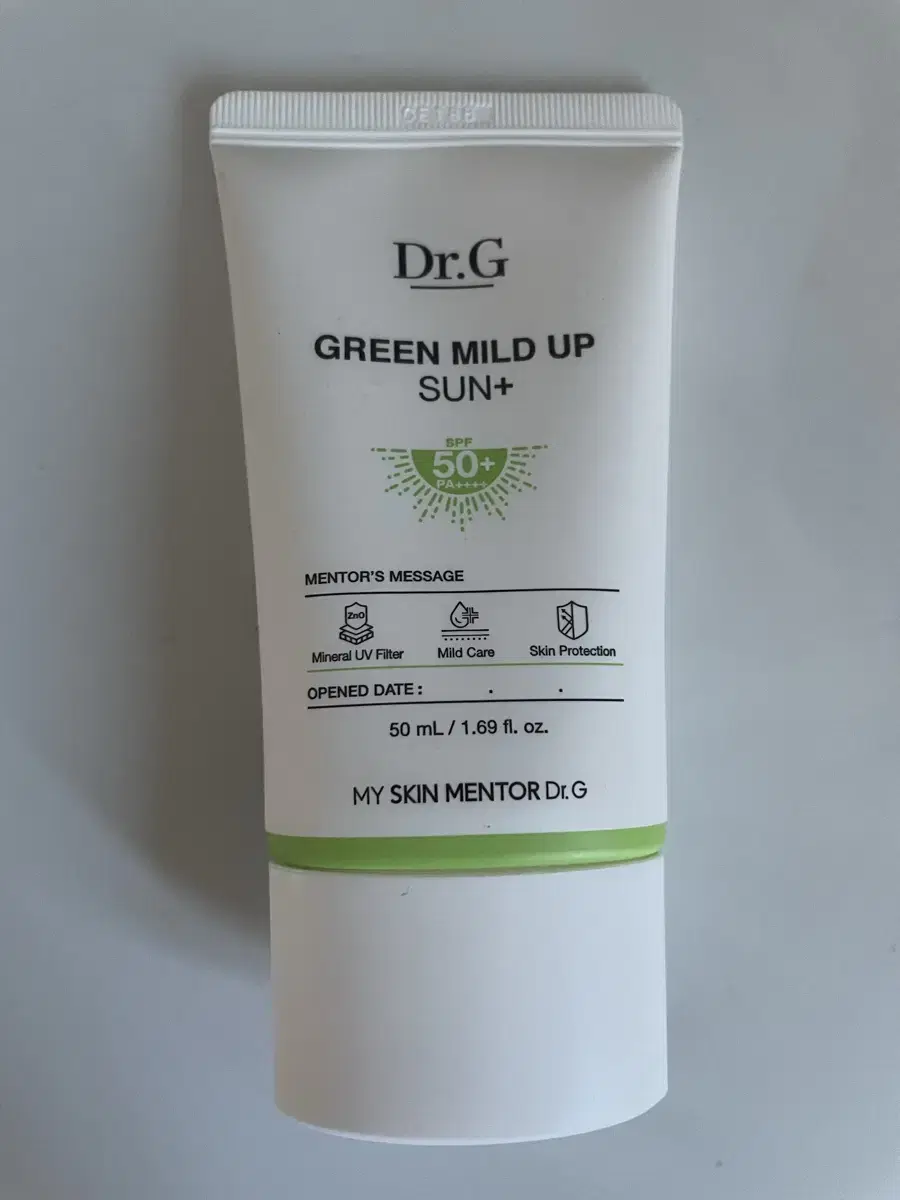 Dr.G
GREEN MILD UP
SUN+
SPF
50+
PA++++
MENTOR'S MESSAGE
ZnO
Mineral UV Filter Mild Care Skin Protection
OPENED DATE : . .
50 mL / 1.69 fl. oz.
MY SKIN MENTOR Dr.G